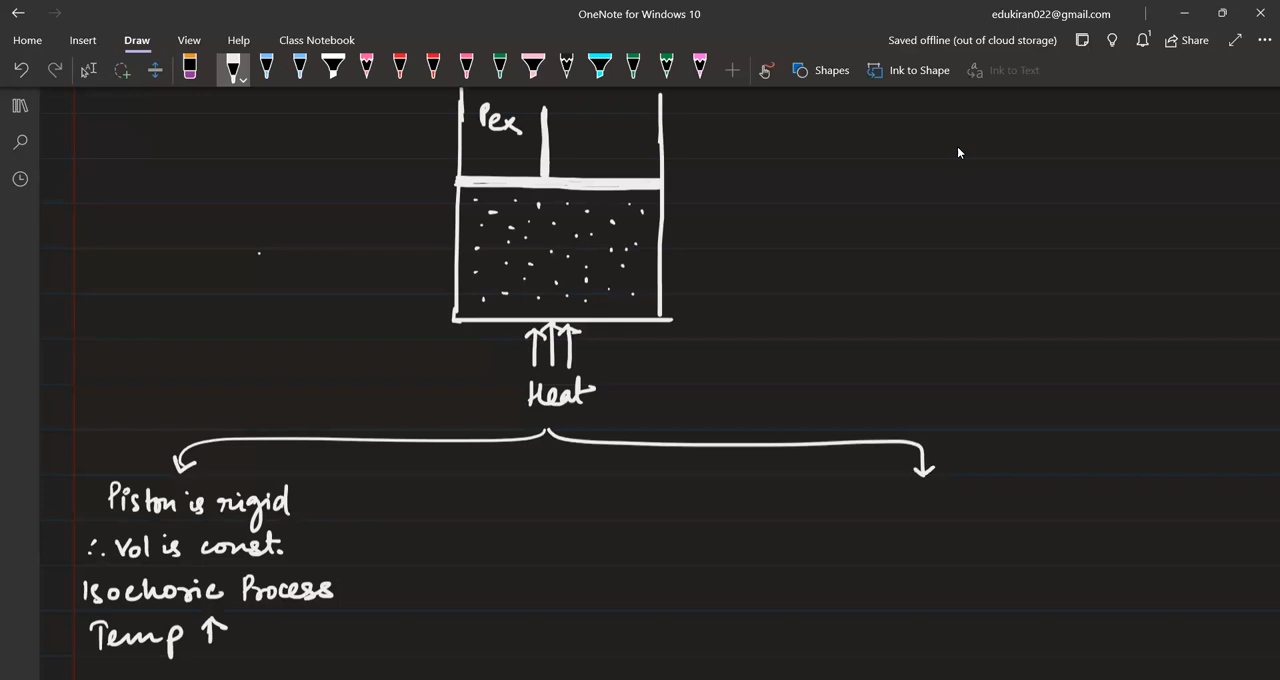 OneNote for Windows 10
edukiran022@gmail.com
Home Insert Draw View Help Class Notebook
Saved offline (out of cloud storage) Share
Shapes Ink to Shape Ink to Text
Pex
Heat
Piston is rigid
∴ Vol is const.
Isochoric Process
Temp ↑